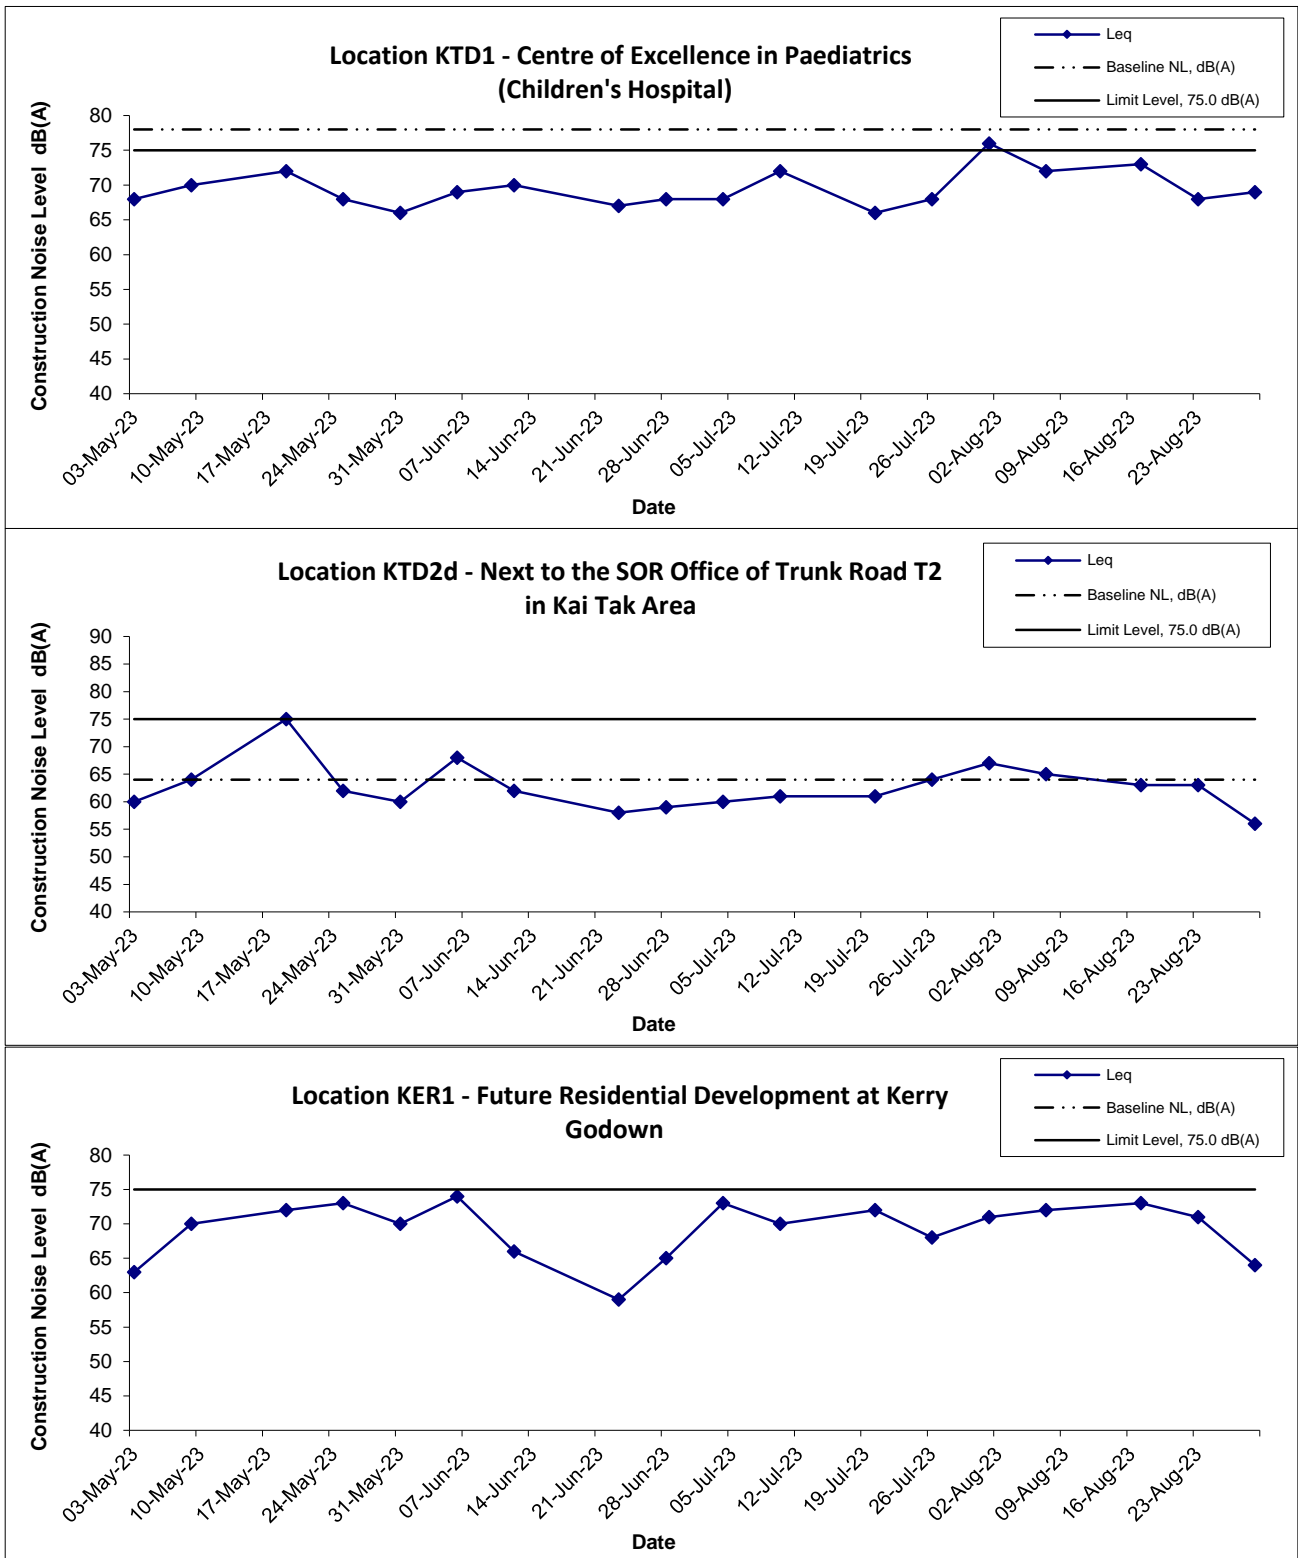 Location KTD1 - Centre of Excellence in Paediatrics
(Children's Hospital)
Leq
Baseline NL, dB(A)
Limit Level, 75.0 dB(A)
Construction Noise Level dB(A)
80
75
70
65
60
55
50
45
40
03-May-23
10-May-23
17-May-23
24-May-23
31-May-23
07-Jun-23
14-Jun-23
21-Jun-23
28-Jun-23
05-Jul-23
12-Jul-23
19-Jul-23
26-Jul-23
02-Aug-23
09-Aug-23
16-Aug-23
23-Aug-23
Date
Location KTD2d - Next to the SOR Office of Trunk Road T2
in Kai Tak Area
Leq
Baseline NL, dB(A)
Limit Level, 75.0 dB(A)
Construction Noise Level dB(A)
90
85
80
75
70
65
60
55
50
45
40
03-May-23
10-May-23
17-May-23
24-May-23
31-May-23
07-Jun-23
14-Jun-23
21-Jun-23
28-Jun-23
05-Jul-23
12-Jul-23
19-Jul-23
26-Jul-23
02-Aug-23
09-Aug-23
16-Aug-23
23-Aug-23
Date
Location KER1 - Future Residential Development at Kerry
Godown
Leq
Baseline NL, dB(A)
Limit Level, 75.0 dB(A)
Construction Noise Level dB(A)
80
75
70
65
60
55
50
45
40
03-May-23
10-May-23
17-May-23
24-May-23
31-May-23
07-Jun-23
14-Jun-23
21-Jun-23
28-Jun-23
05-Jul-23
12-Jul-23
19-Jul-23
26-Jul-23
02-Aug-23
09-Aug-23
16-Aug-23
23-Aug-23
Date